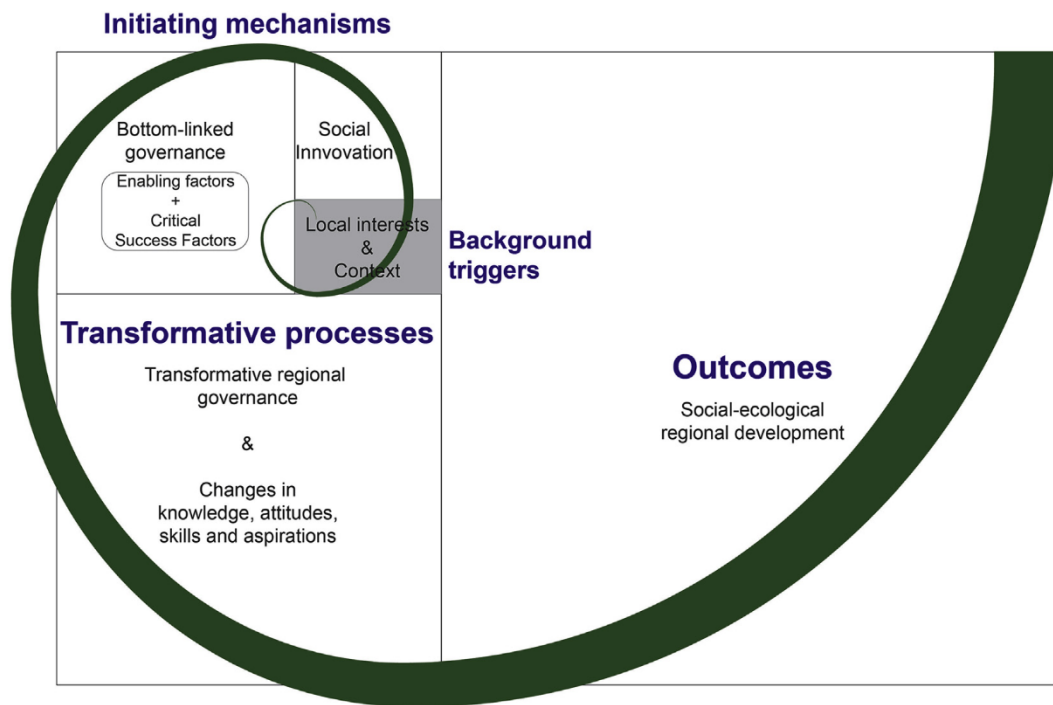 Initiating mechanisms
Bottom-linked
governance
Enabling factors
+
Critical
Success Factors
Social
Innvovation
Local interests
&
Context
Background
triggers
Transformative processes
Transformative regional
governance
&
Changes in
knowledge, attitudes,
skills and aspirations
Outcomes
Social-ecological
regional development